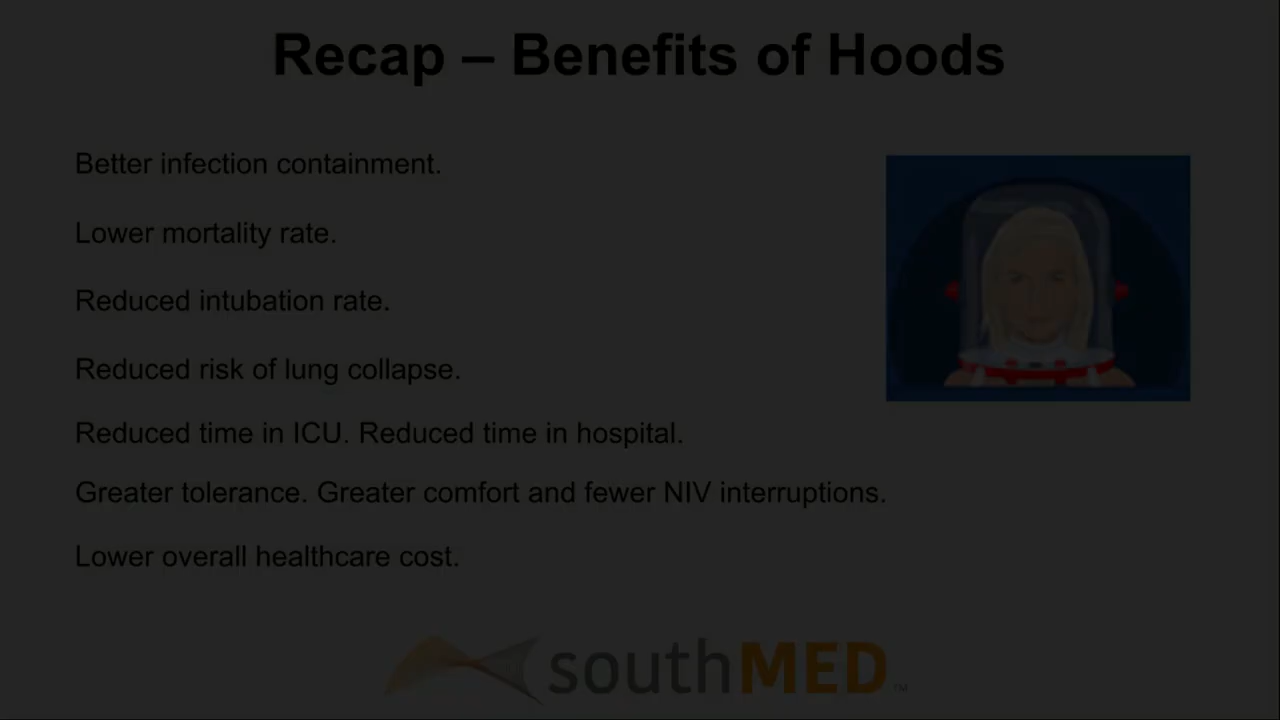 Recap – Benefits of Hoods
Better infection containment.
Lower mortality rate.
Reduced intubation rate.
Reduced risk of lung collapse.
Reduced time in ICU. Reduced time in hospital.
Greater tolerance. Greater comfort and fewer NIV interruptions.
Lower overall healthcare cost.
southMED™